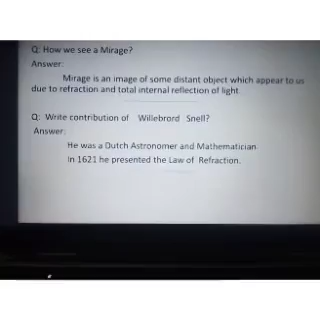 Q: How we see a Mirage?
Answer:
Mirage is an image of some distant object which appear to us
due to refraction and total internal reflection of light
Q: Write contribution of Willebrord Snell?
Answer:
He was a Dutch Astronomer and Mathematician
In 1621 he presented the Law of Refraction.